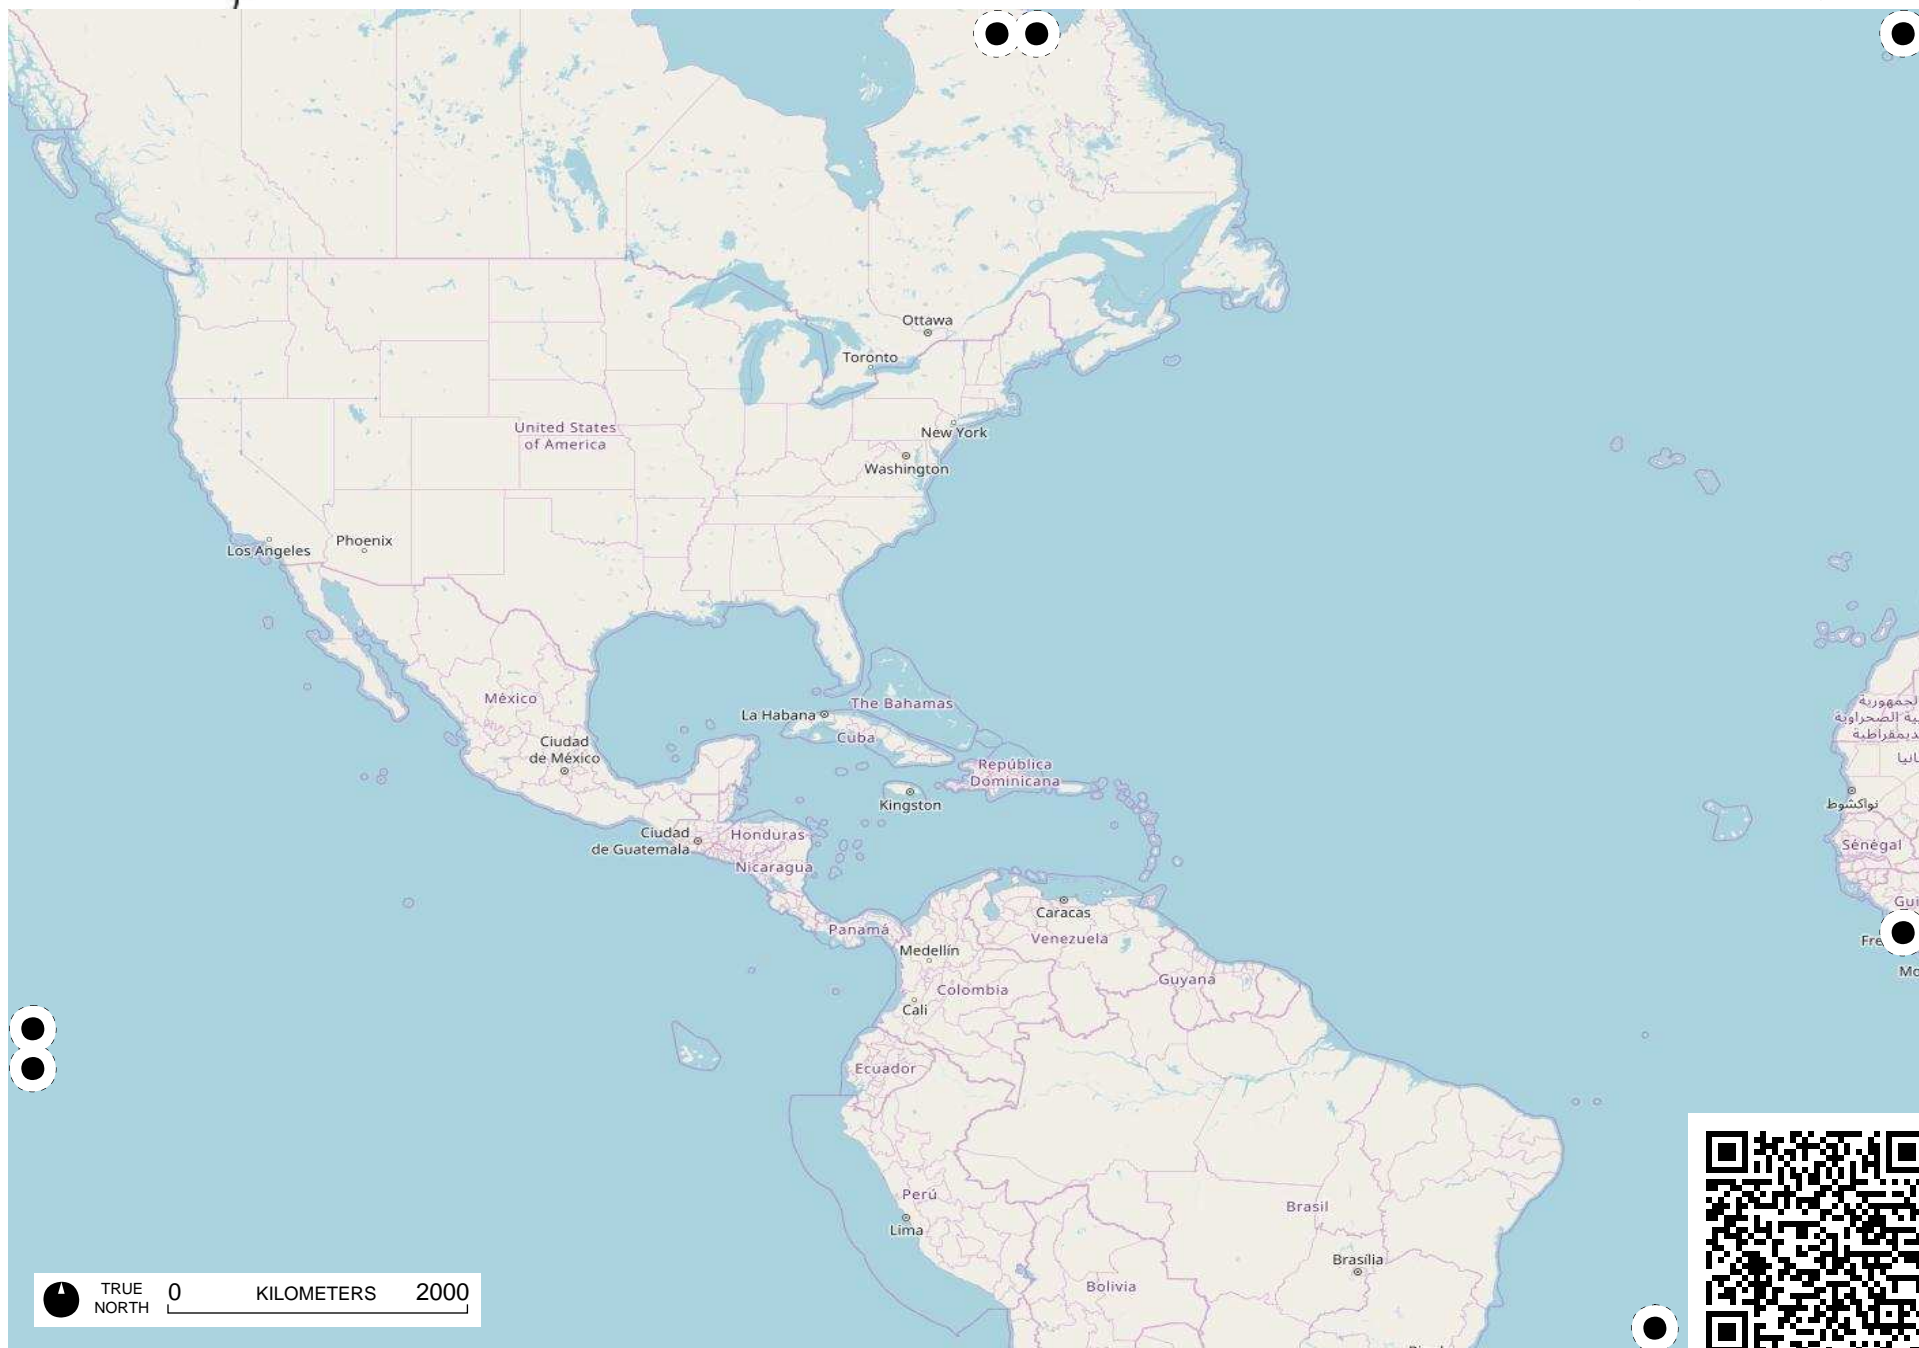 Ottawa
Toronto
United States
of America
New York
Washington
Los Angeles
Phoenix
México
La Habana
The Bahamas
Cuba
Ciudad
de México
República
Dominicana
Kingston
نواكشوط
Ciudad
de Guatemala
Honduras
Nicaragua
Sénégal
Caracas
Panamá
Venezuela
Medellín
Guyana
Colombia
Cali
Ecuador
Perú
Brasil
Lima
Brasília
Bolivia
TRUE
NORTH
0 KILOMETERS 2000